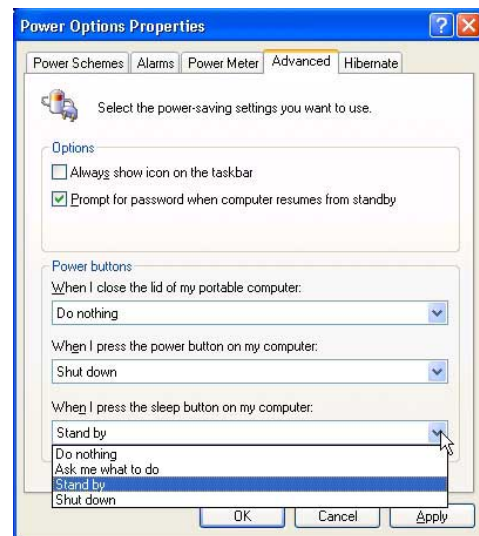 Power Options Properties
Power Schemes Alarms Power Meter Advanced Hibernate
Select the power-saving settings you want to use.
Options
Always show icon on the taskbar
Prompt for password when computer resumes from standby
Power buttons
When I close the lid of my portable computer:
Do nothing
When I press the power button on my computer:
Shut down
When I press the sleep button on my computer:
Stand by
Do nothing
Ask me what to do
Stand by
Shut down
OK Cancel Apply